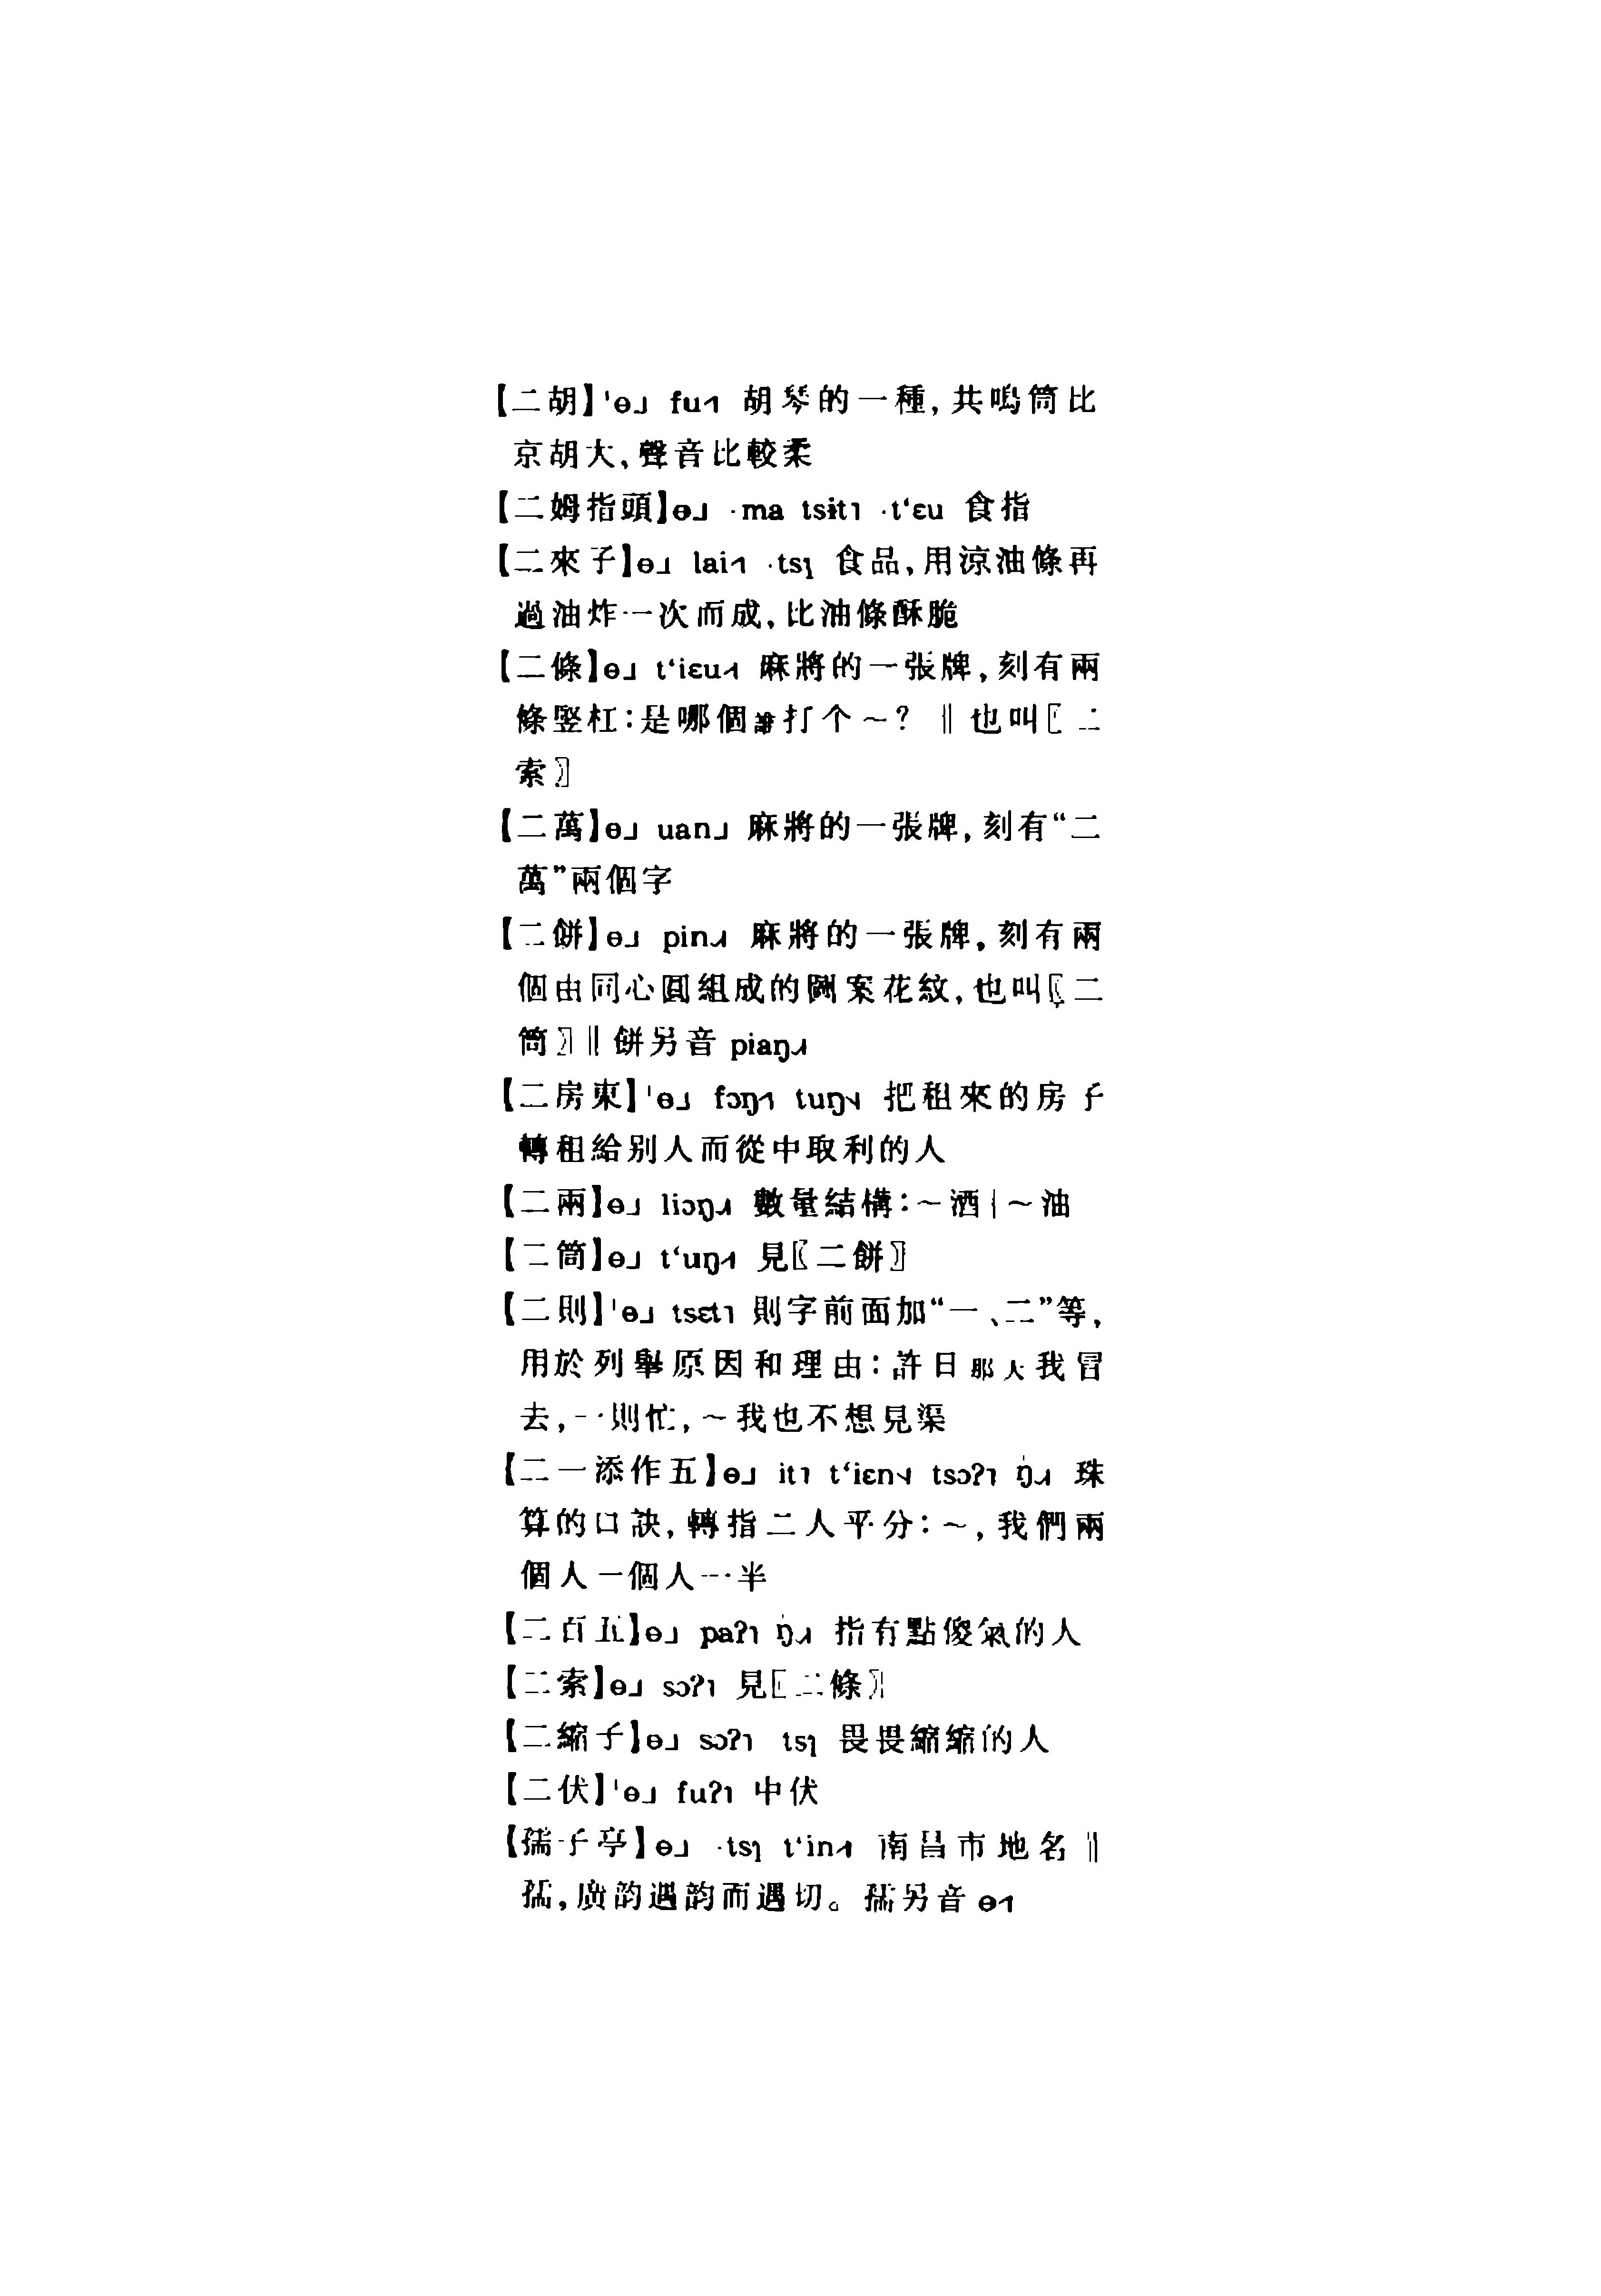 【二胡】ˈɵ˩ fu˧ 胡琴的一種,共鳴筒比
京胡大,聲音比較柔
【二姆指頭】ɵ˩ ·ma tsɨt˥ ·tʻɛu 食指
【二來子】ɵ˩ lai˧ ·tsɿ 食品,用涼油條再
過油炸一次而成,比油條酥脆
【二條】ɵ˩ tʻiɛu˧ 麻將的一張牌,刻有兩
條竪杠:是哪個打个～? ‖也叫〖二
索〗
【二萬】ɵ˩ uan˩ 麻將的一張牌,刻有“二
萬”兩個字
【二餅】ɵ˩ pin 麻將的一張牌,刻有兩
個由同心圓組成的圖案花紋,也叫〖二
筒〗‖餅另音 piaŋ
【二房東】ˈɵ˩ fɔŋ˧ tuŋ 把租來的房子
轉租給别人而從中取利的人
【二兩】ɵ˩ liɔŋ 數量結構:～酒｜～油
【二筒】ɵ˩ tʻuŋ˧ 見〖二餅〗
【二則】ˈɵ˩ tsɛt˥ 則字前面加“一、二”等,
用於列舉原因和理由:許日那天我冒
去,一則忙,～我也不想見渠
【二一添作五】ɵ˩ it˥ tʻiɛn tsɔʔ˥ ŋ̍ 珠
算的口訣,轉指二人平分:～,我們兩
個人一個人一半
【二百五】ɵ˩ paʔ˥ ŋ̍ 指有點傻氣的人
【二索】ɵ˩ sɔʔ˥ 見〖二條〗
【二縮子】ɵ˩ sɔʔ˥ tsɿ 畏畏縮縮的人
【二伏】ˈɵ˩ fuʔ˥ 中伏
【孺子亭】ɵ˩ ·tsɿ tʻin˧ 南昌市地名‖
孺,廣韵遇韵而遇切。孺另音 ɵ˧